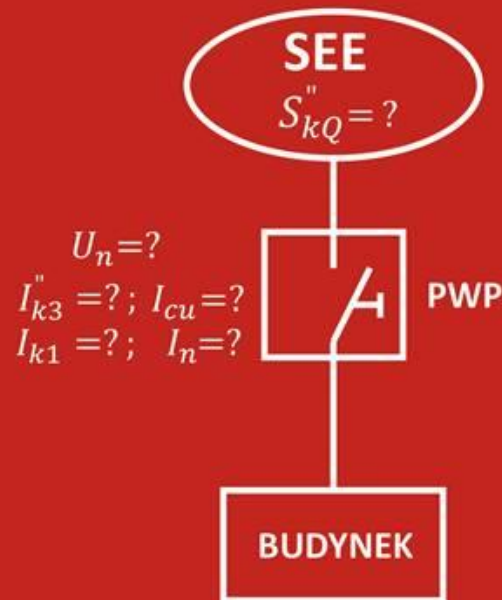 SEE
S"kQ = ?
Un=?
I"k3 =? ; Icu=?
Ik1 =? ; In=?
PWP
BUDYNEK